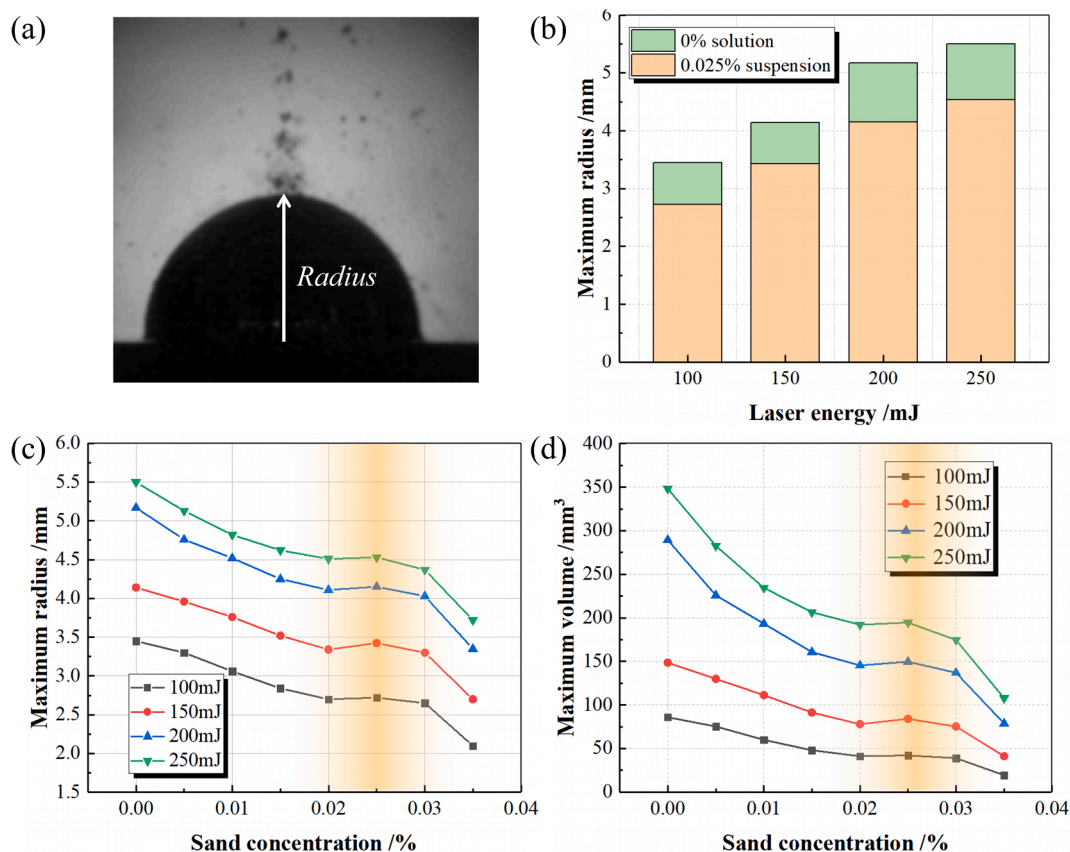 (a)
Radius
(b)
0% solution
0.025% suspension
Maximum radius /mm
6
5
4
3
2
1
0
100
150
200
250
Laser energy /mJ
(c)
Maximum radius /mm
6.0
5.5
5.0
4.5
4.0
3.5
3.0
2.5
2.0
1.5
100mJ
150mJ
200mJ
250mJ
0.00
0.01
0.02
0.03
0.04
Sand concentration /%
(d)
Maximum volume /mm³
400
350
300
250
200
150
100
50
0
100mJ
150mJ
200mJ
250mJ
0.00
0.01
0.02
0.03
0.04
Sand concentration /%